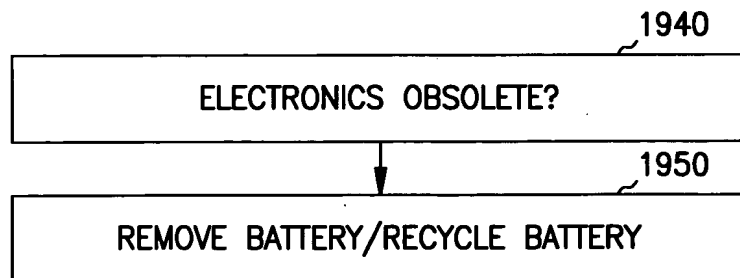 1940
ELECTRONICS OBSOLETE?
1950
REMOVE BATTERY/RECYCLE BATTERY